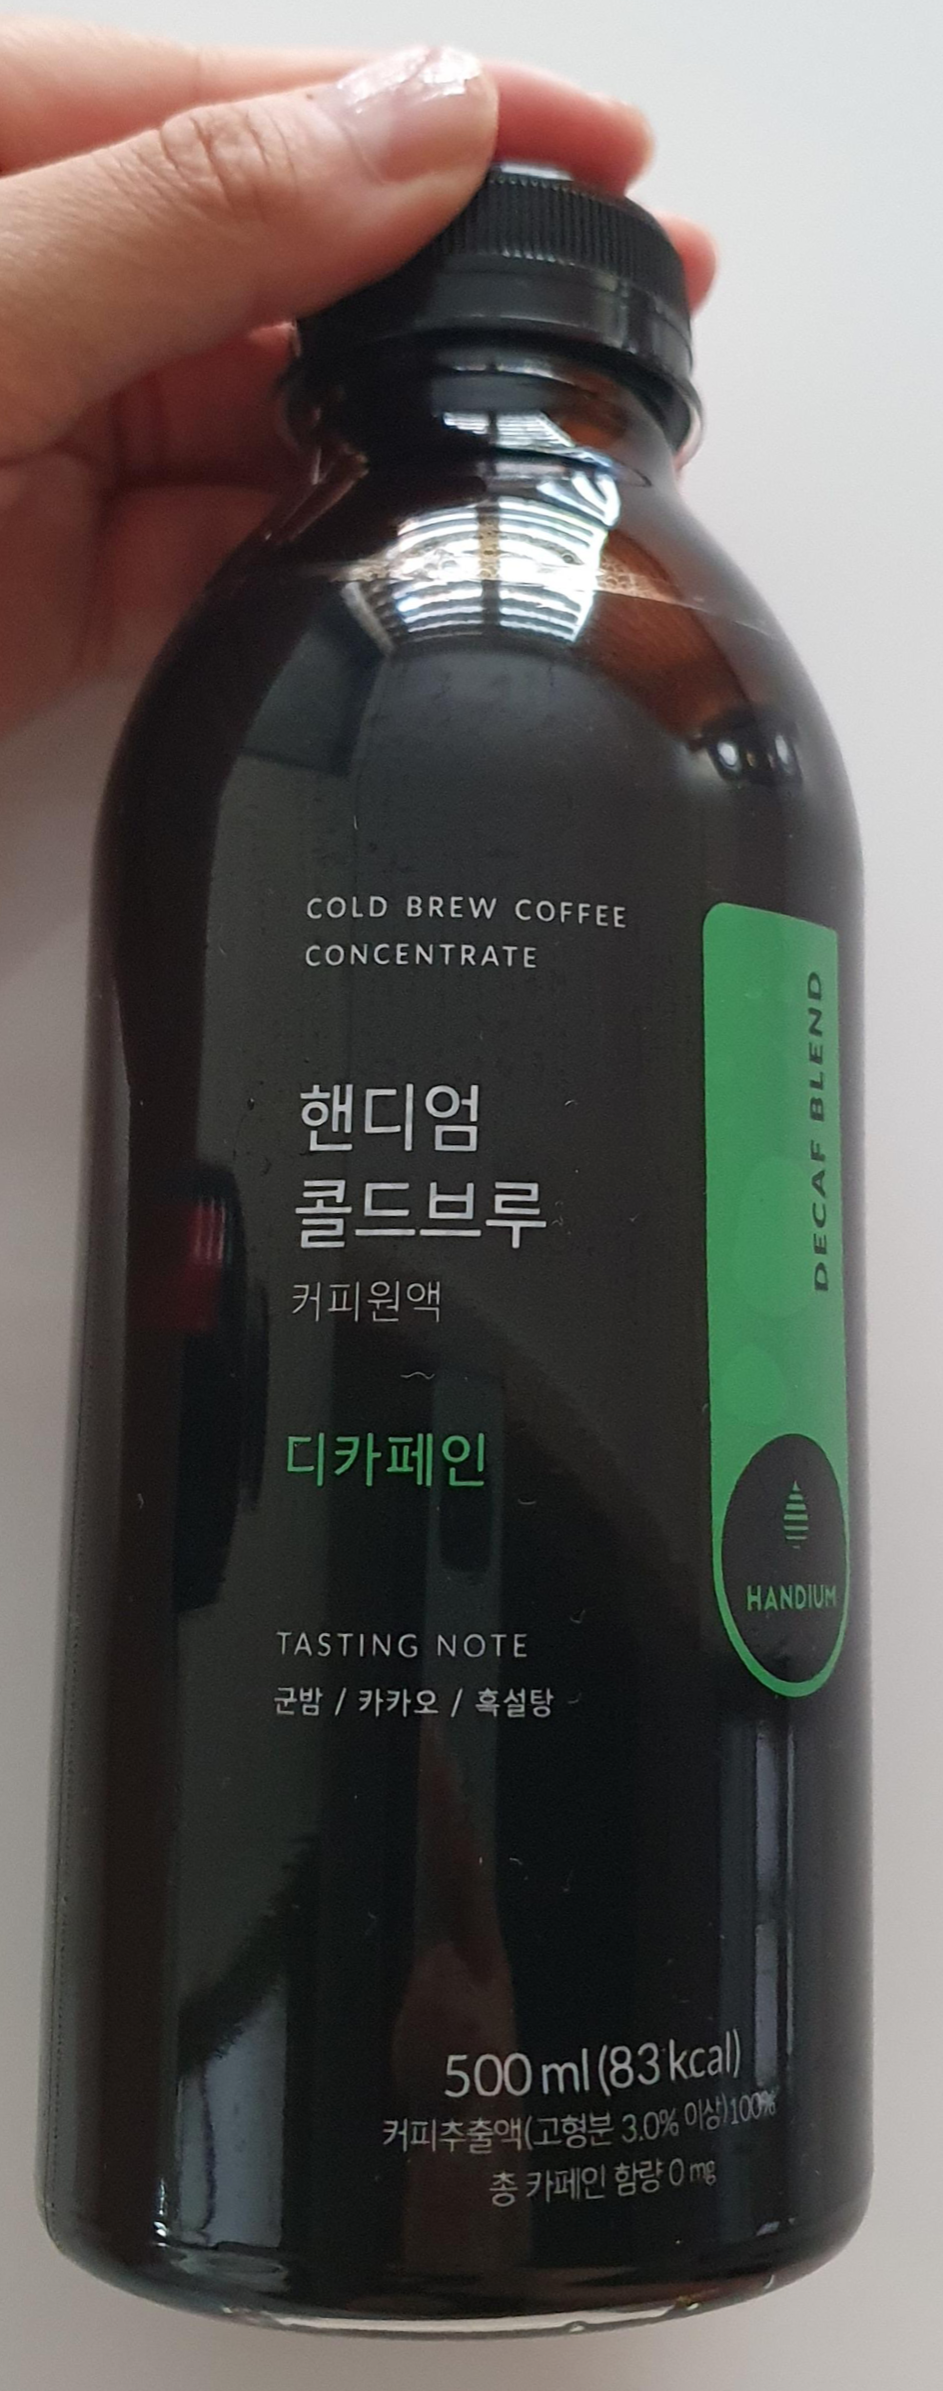 COLD BREW COFFEE
CONCENTRATE
핸디엄
콜드브루
커피원액
디카페인
TASTING NOTE
군밤 / 카카오 / 흑설탕
DECAF BLEND
HANDIUM
500 ml (83 kcal)
커피추출액(고형분 3.0% 이상)100%
총 카페인 함량 0 mg